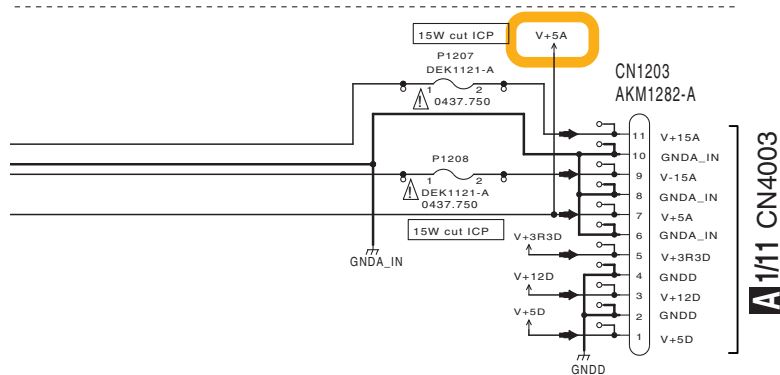 15W cut ICP
V+5A
P1207
DEK1121-A
1 2
0437.750
CN1203
AKM1282-A
11 V+15A
10 GNDA_IN
P1208
9 V-15A
1 2
DEK1121-A
0437.750
8 GNDA_IN
7 V+5A
15W cut ICP
6 GNDA_IN
V+3R3D
5 V+3R3D
GNDA_IN
4 GNDD
V+12D
3 V+12D
2 GNDD
V+5D
1 V+5D
GNDD
A 1/11 CN4003